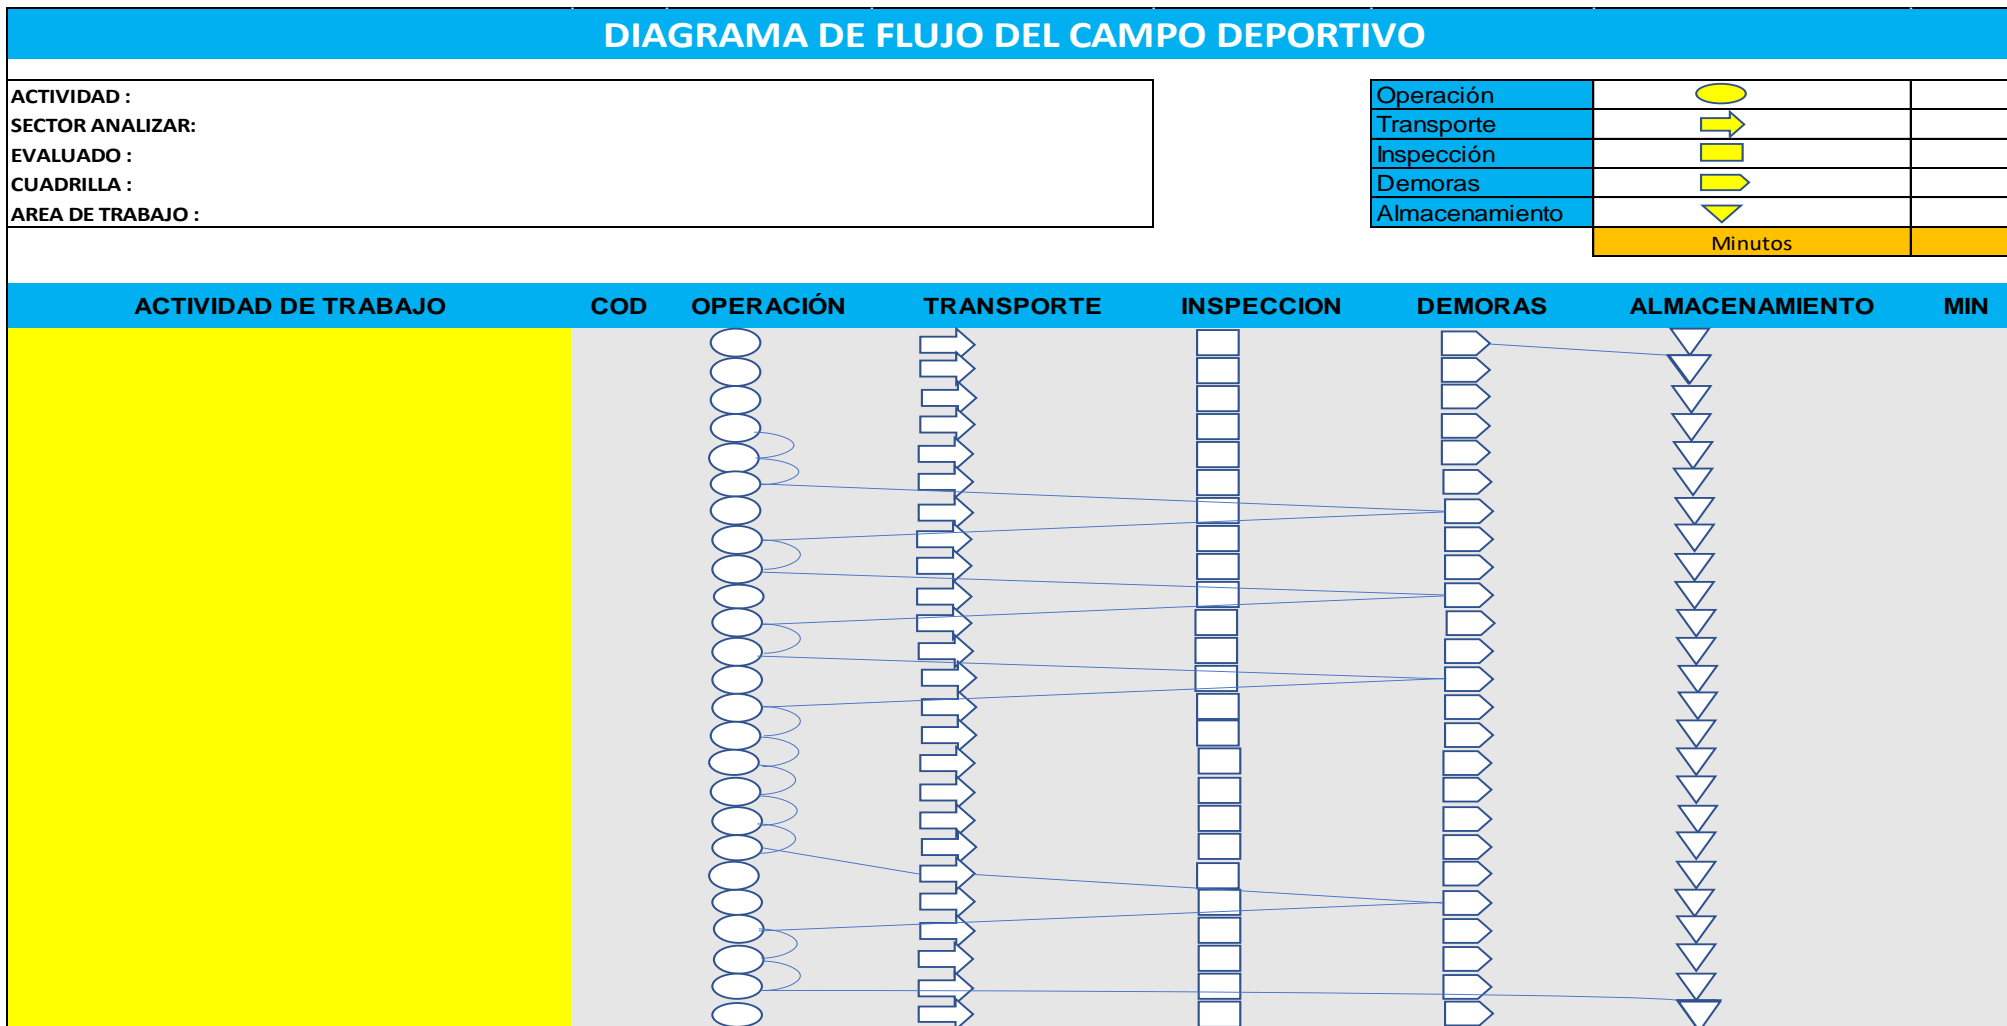 DIAGRAMA DE FLUJO DEL CAMPO DEPORTIVO
ACTIVIDAD :
SECTOR ANALIZAR:
EVALUADO :
CUADRILLA :
AREA DE TRABAJO :
Operación
Transporte
Inspección
Demoras
Almacenamiento
Minutos
ACTIVIDAD DE TRABAJO COD OPERACIÓN TRANSPORTE INSPECCION DEMORAS ALMACENAMIENTO MIN